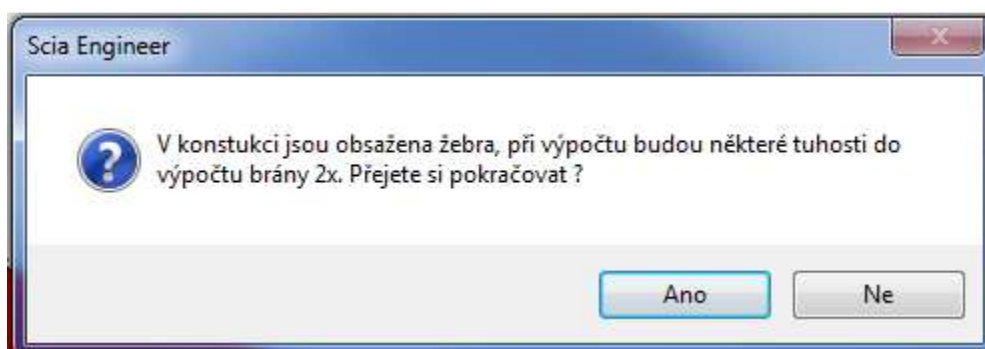 Scia Engineer
V konstukci jsou obsažena žebra, při výpočtu budou některé tuhosti do
výpočtu brány 2x. Přejete si pokračovat ?
Ano
Ne